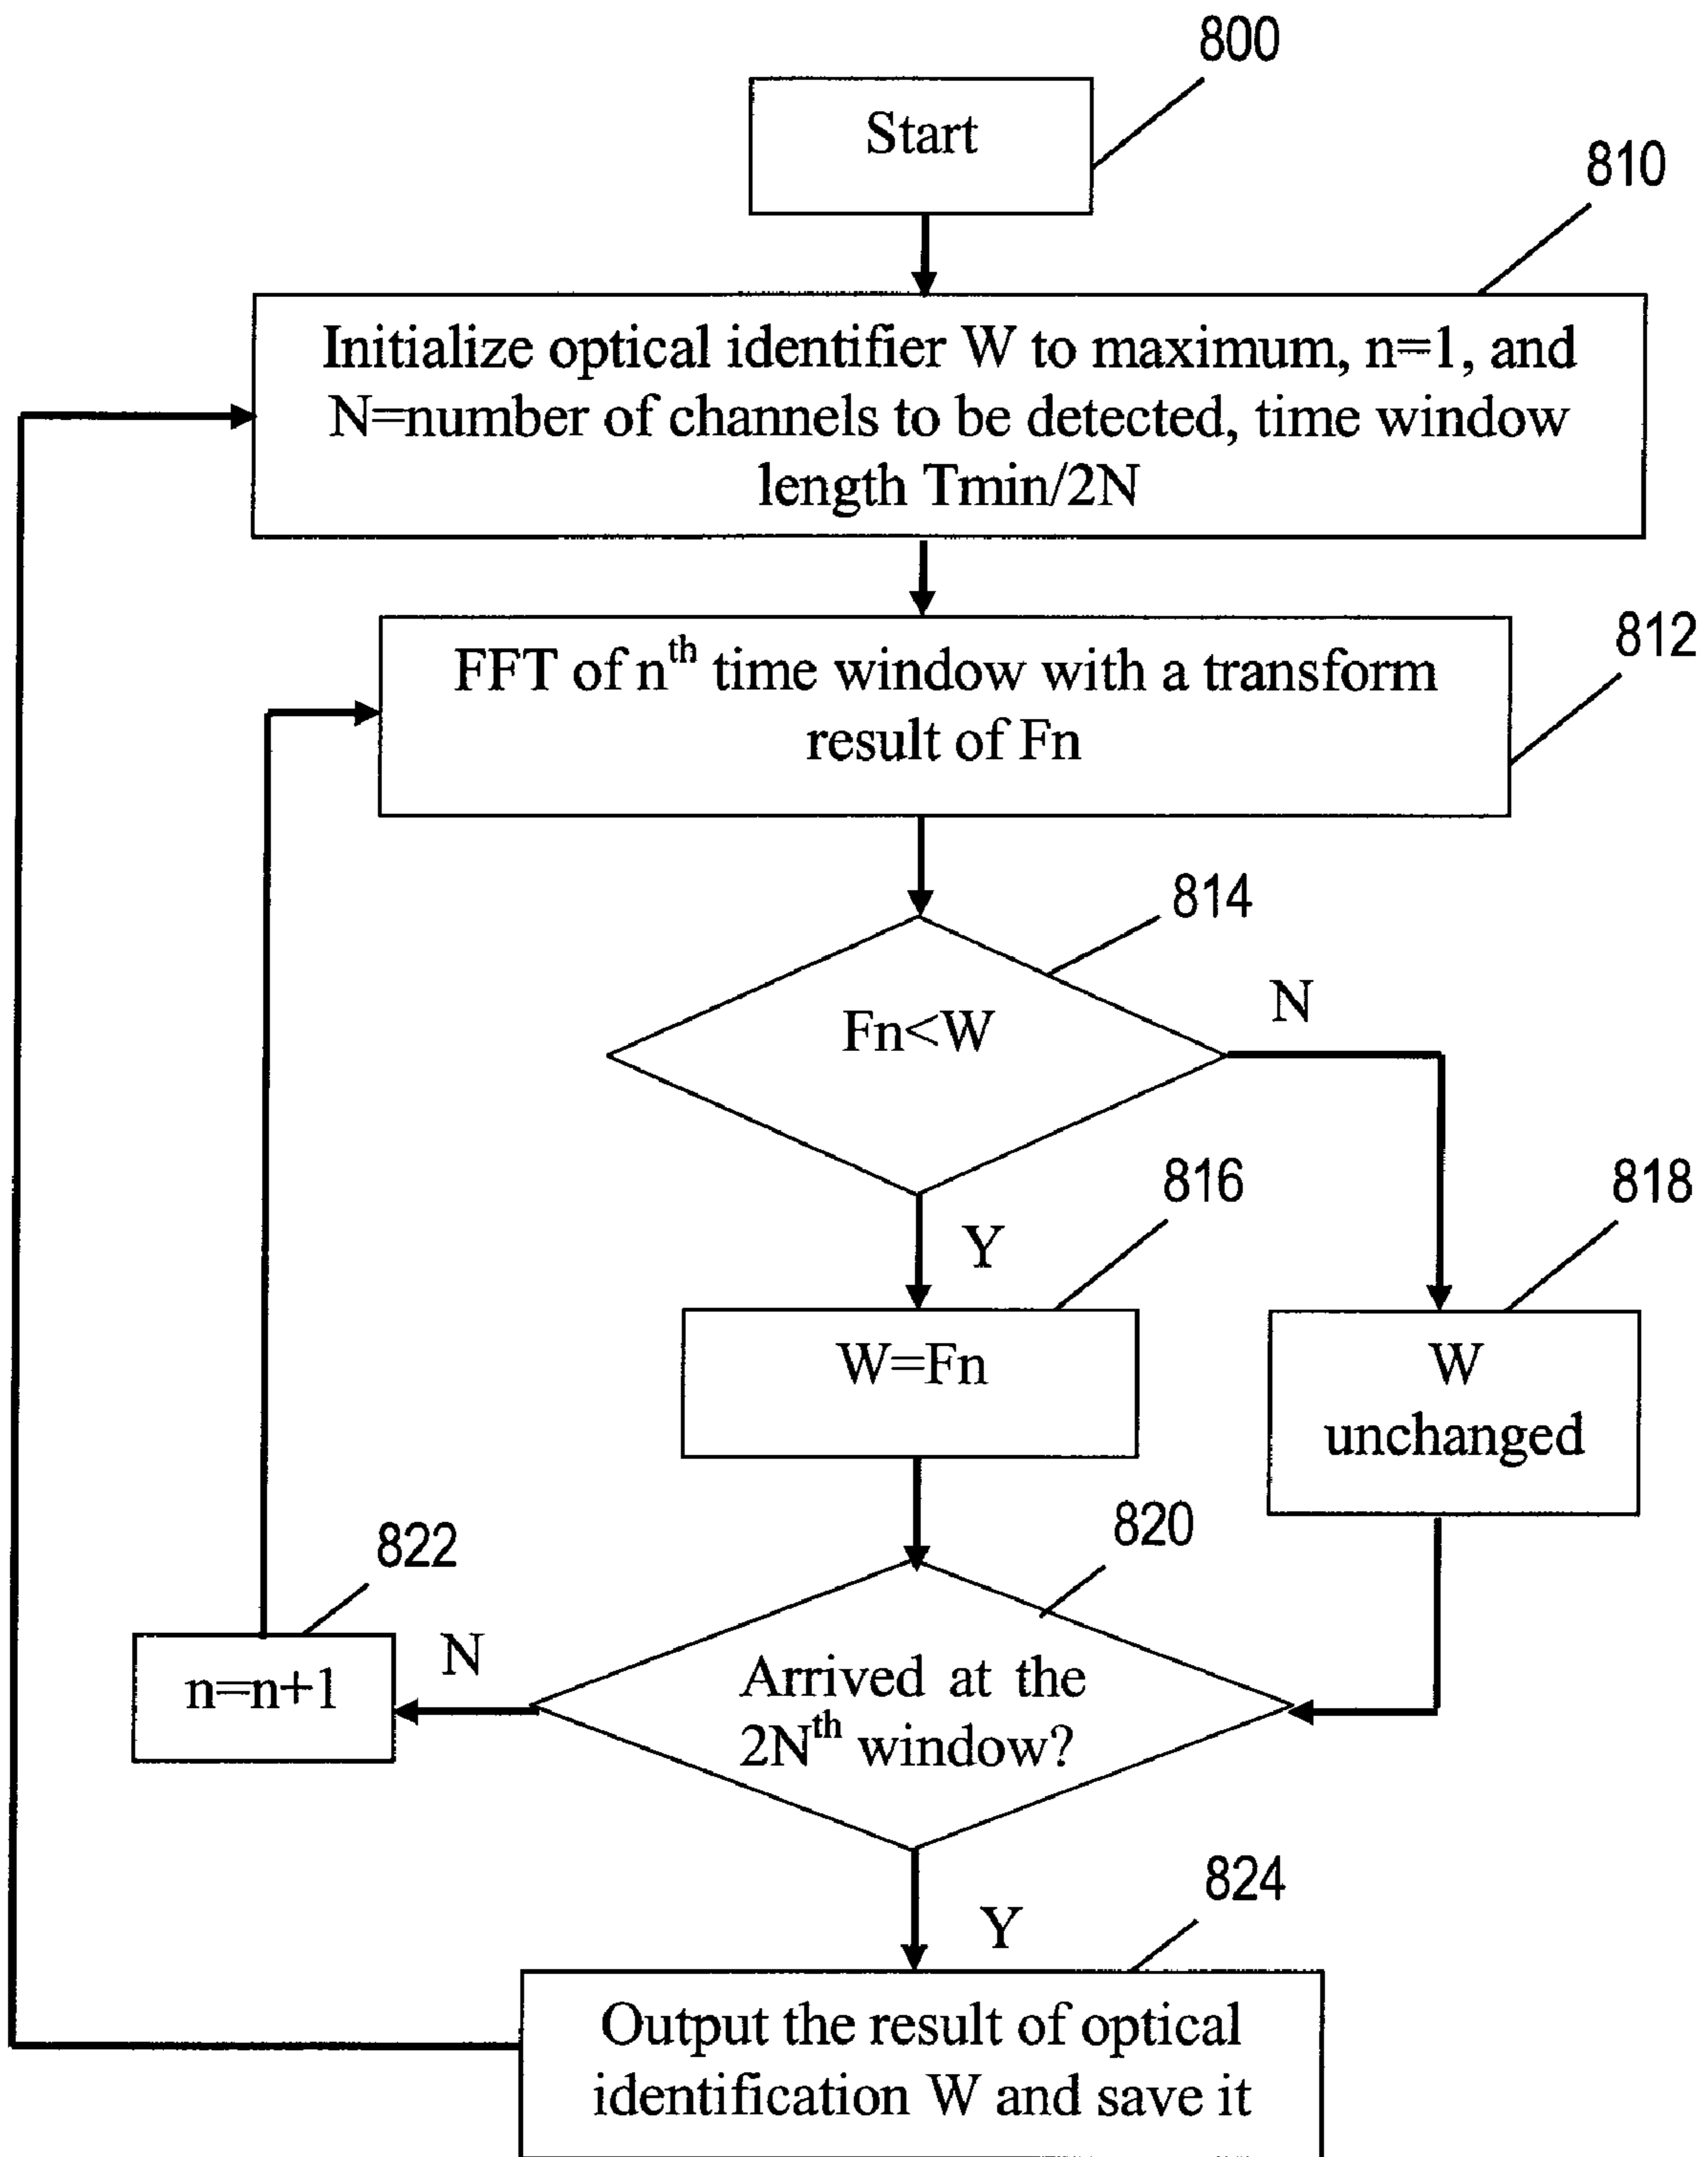 800
Start
810
Initialize optical identifier W to maximum, n=1, and
N=number of channels to be detected, time window
length Tmin/2N
812
FFT of nth time window with a transform
result of Fn
814
Fn<W
N
Y
816
818
W=Fn
W
unchanged
820
822
N
n=n+1
Arrived at the
2Nth window?
Y
824
Output the result of optical
identification W and save it